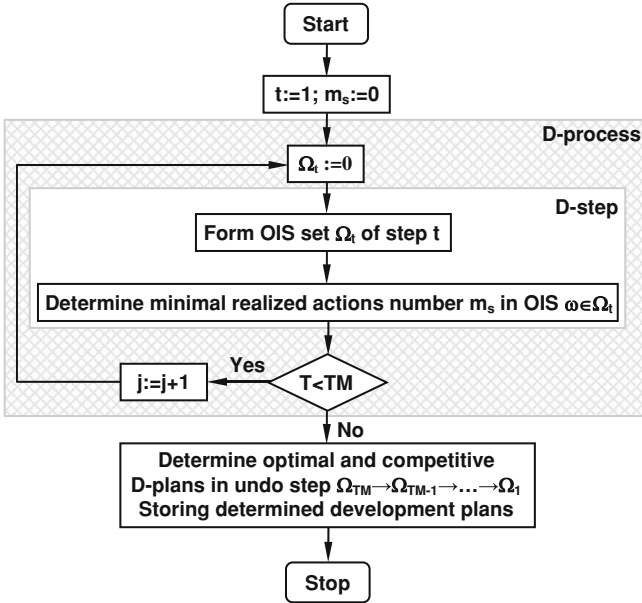 Start
t:=1; mₛ:=0
D-process
Ωₜ :=0
D-step
Form OIS set Ωₜ of step t
Determine minimal realized actions number mₛ in OIS ω∈Ωₜ
Yes
j:=j+1
T<TM
No
Determine optimal and competitive
D-plans in undo step Ω_TM→Ω_TM-1→...→Ω₁
Storing determined development plans
Stop